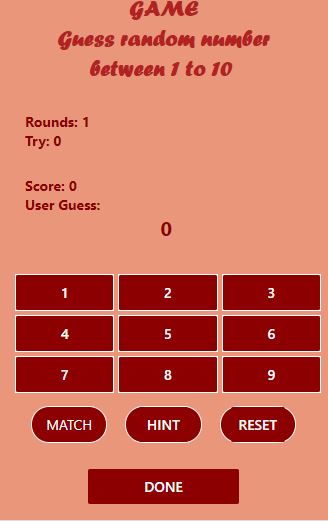 GAME
Guess random number
between 1 to 10
Rounds: 1
Try: 0
Score: 0
User Guess:
0
1 2 3
4 5 6
7 8 9
MATCH HINT RESET
DONE